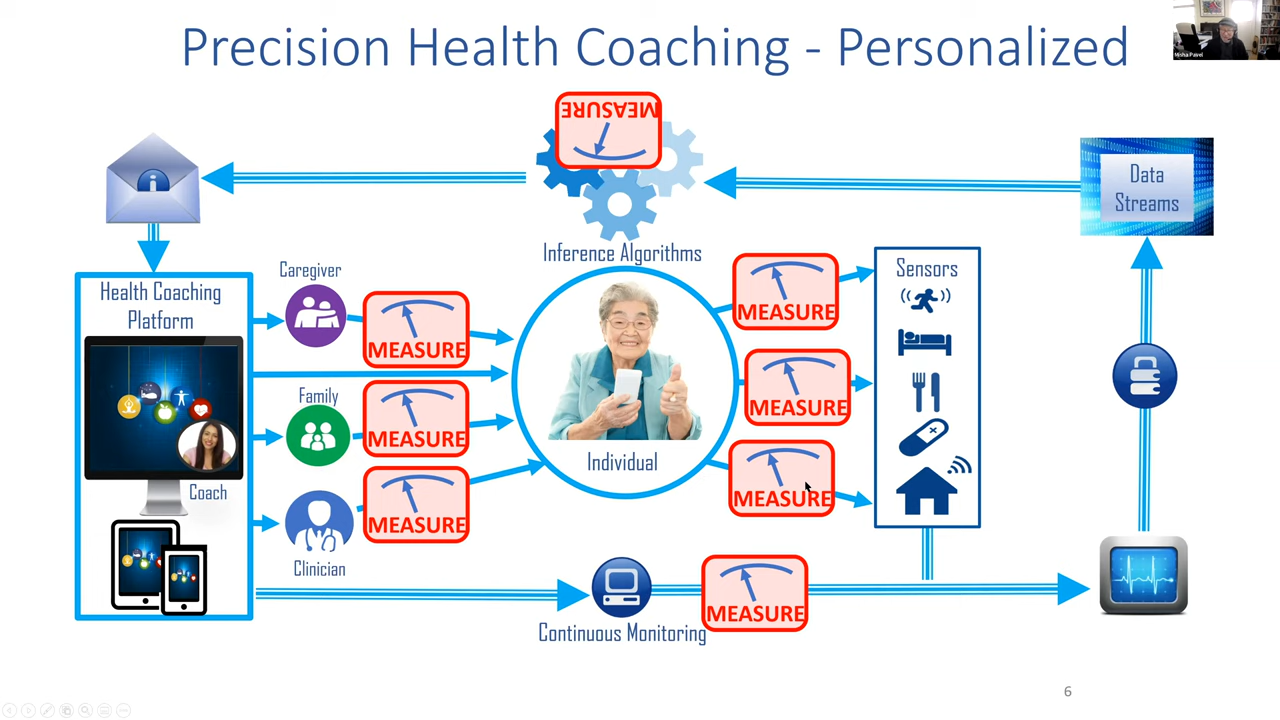 Precision Health Coaching - Personalized
Misha Pavel
MEASURE
Data
Streams
Inference Algorithms
Health Coaching
Platform
Coach
Caregiver
MEASURE
Family
MEASURE
Clinician
MEASURE
Individual
MEASURE
MEASURE
MEASURE
Sensors
Continuous Monitoring
MEASURE
6